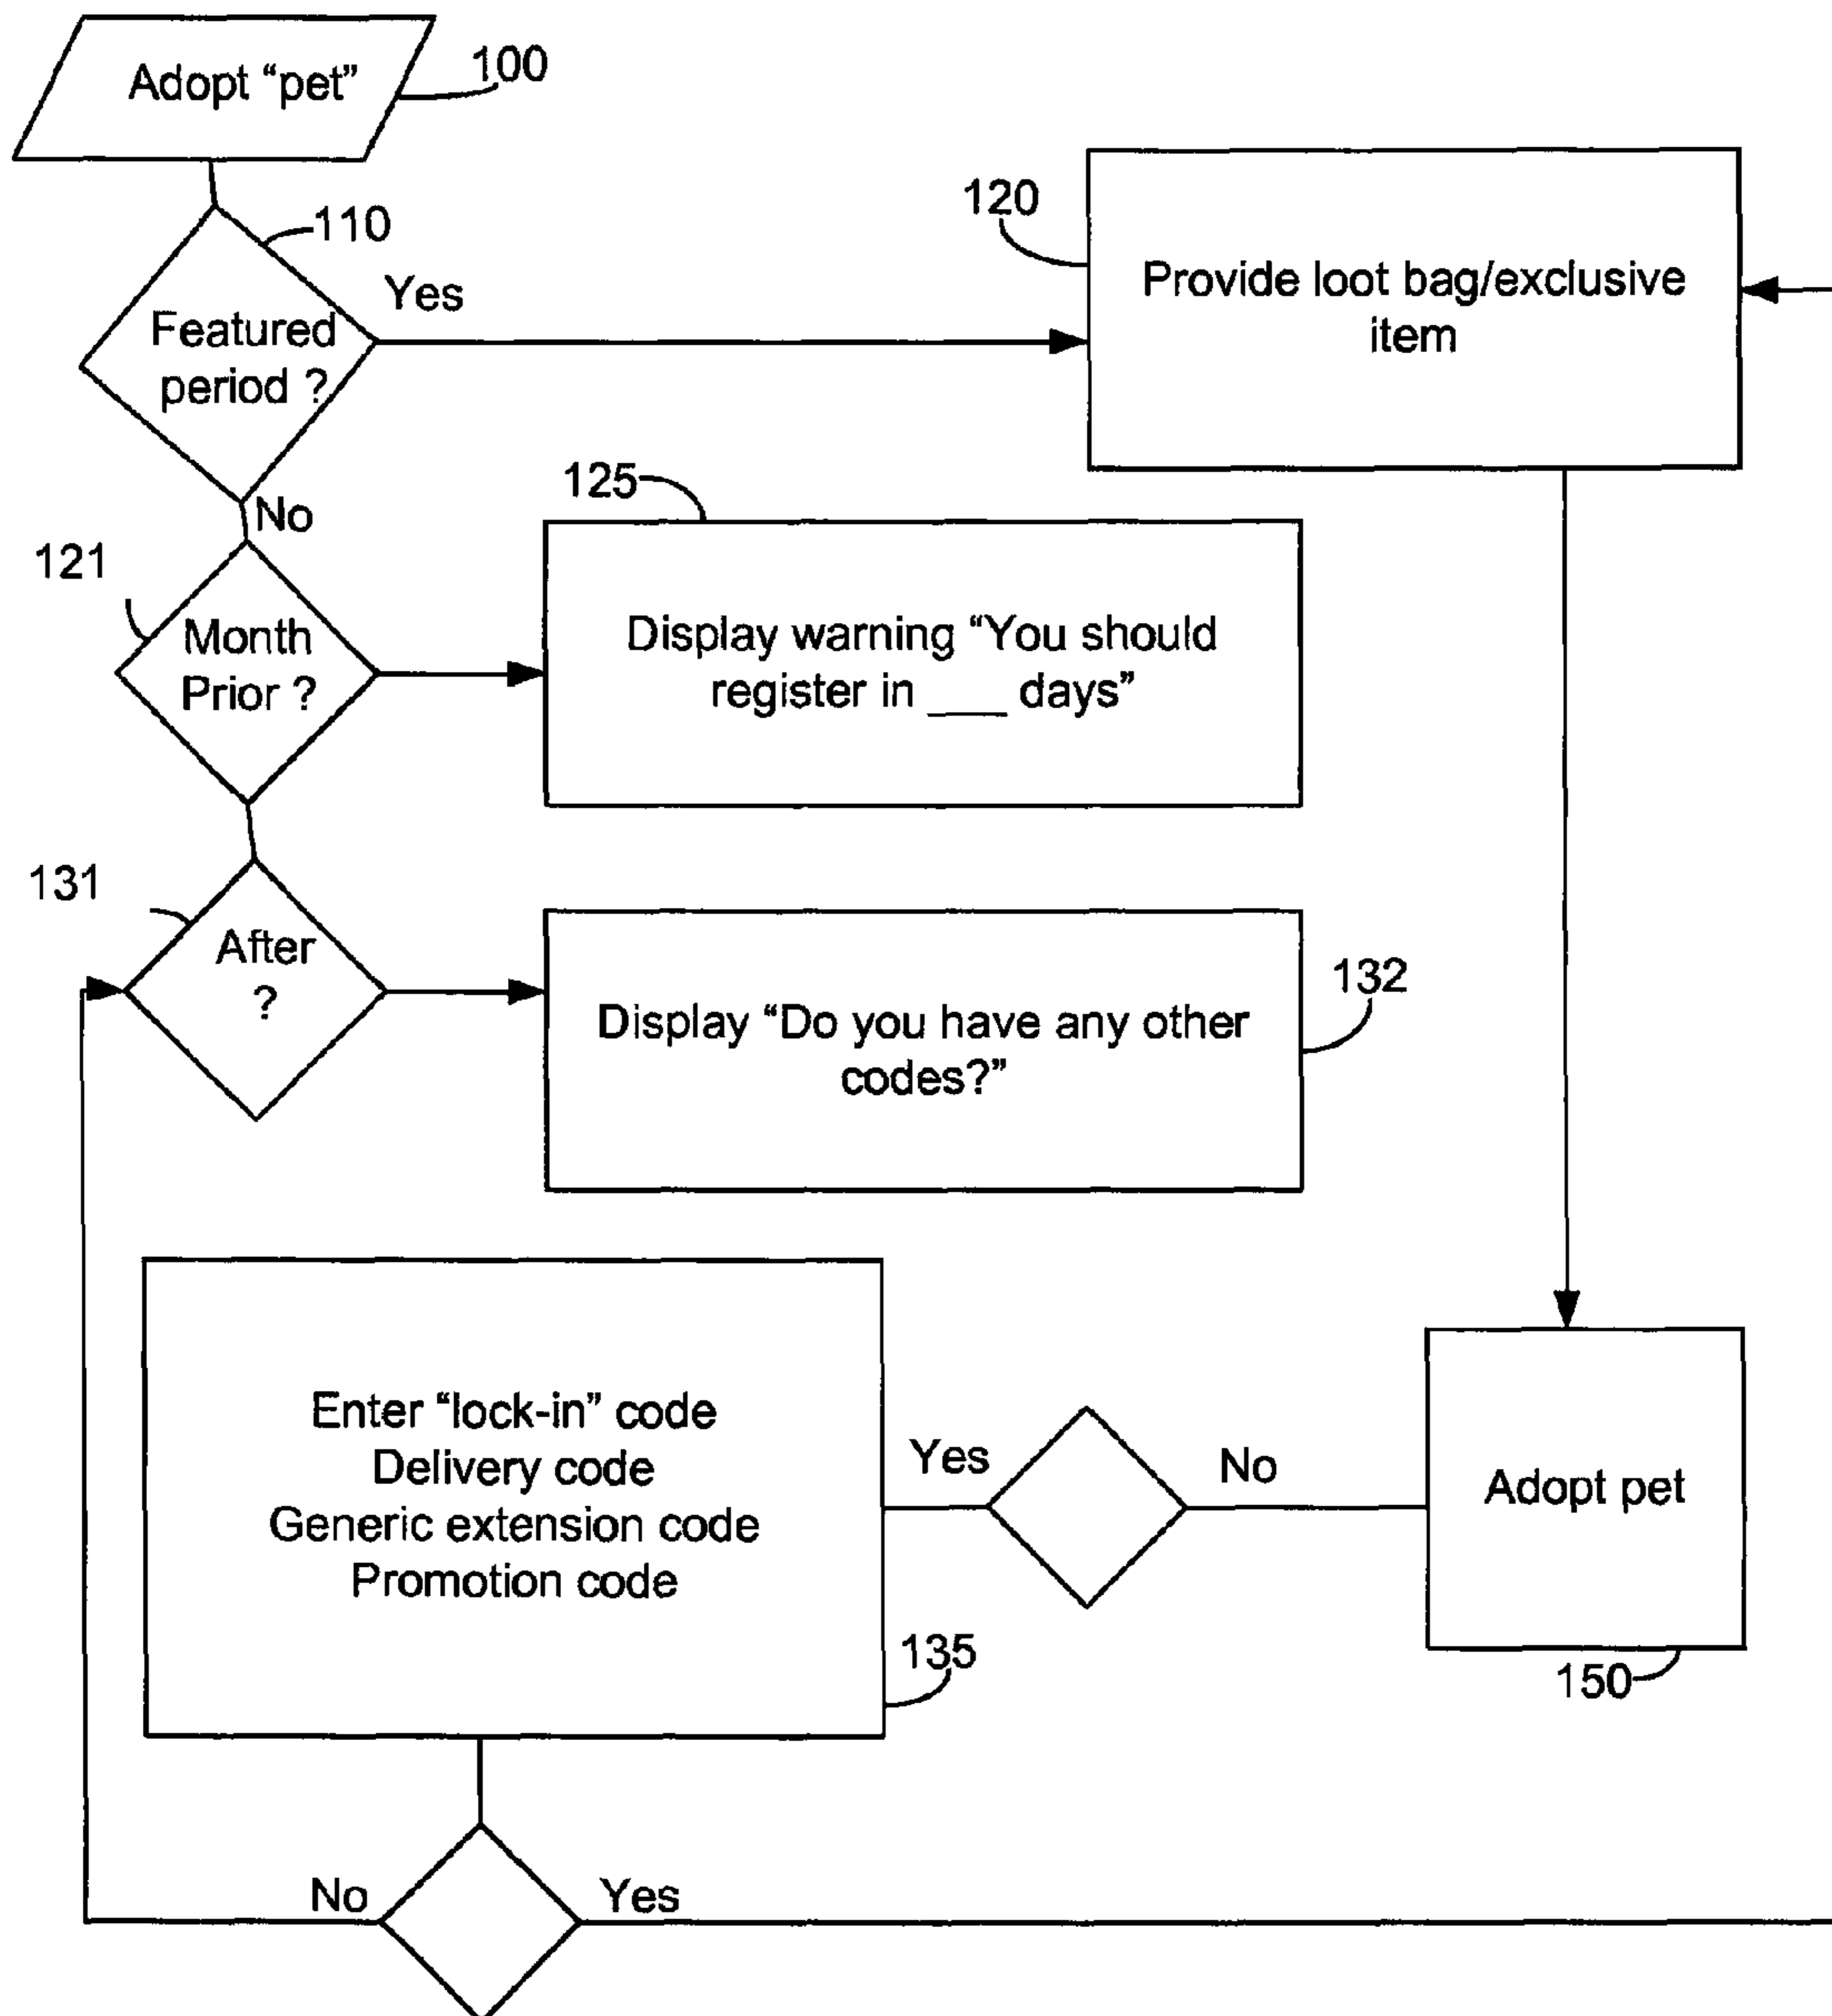 Adopt “pet”
100
110
Yes
Featured
period ?
No
120
Provide loot bag/exclusive
item
125
121
Month
Prior ?
Display warning “You should
register in ___ days”
131
After
?
132
Display “Do you have any other
codes?”
Enter “lock-in” code
Delivery code
Generic extension code
Promotion code
135
Yes
No
Adopt pet
150
No
Yes